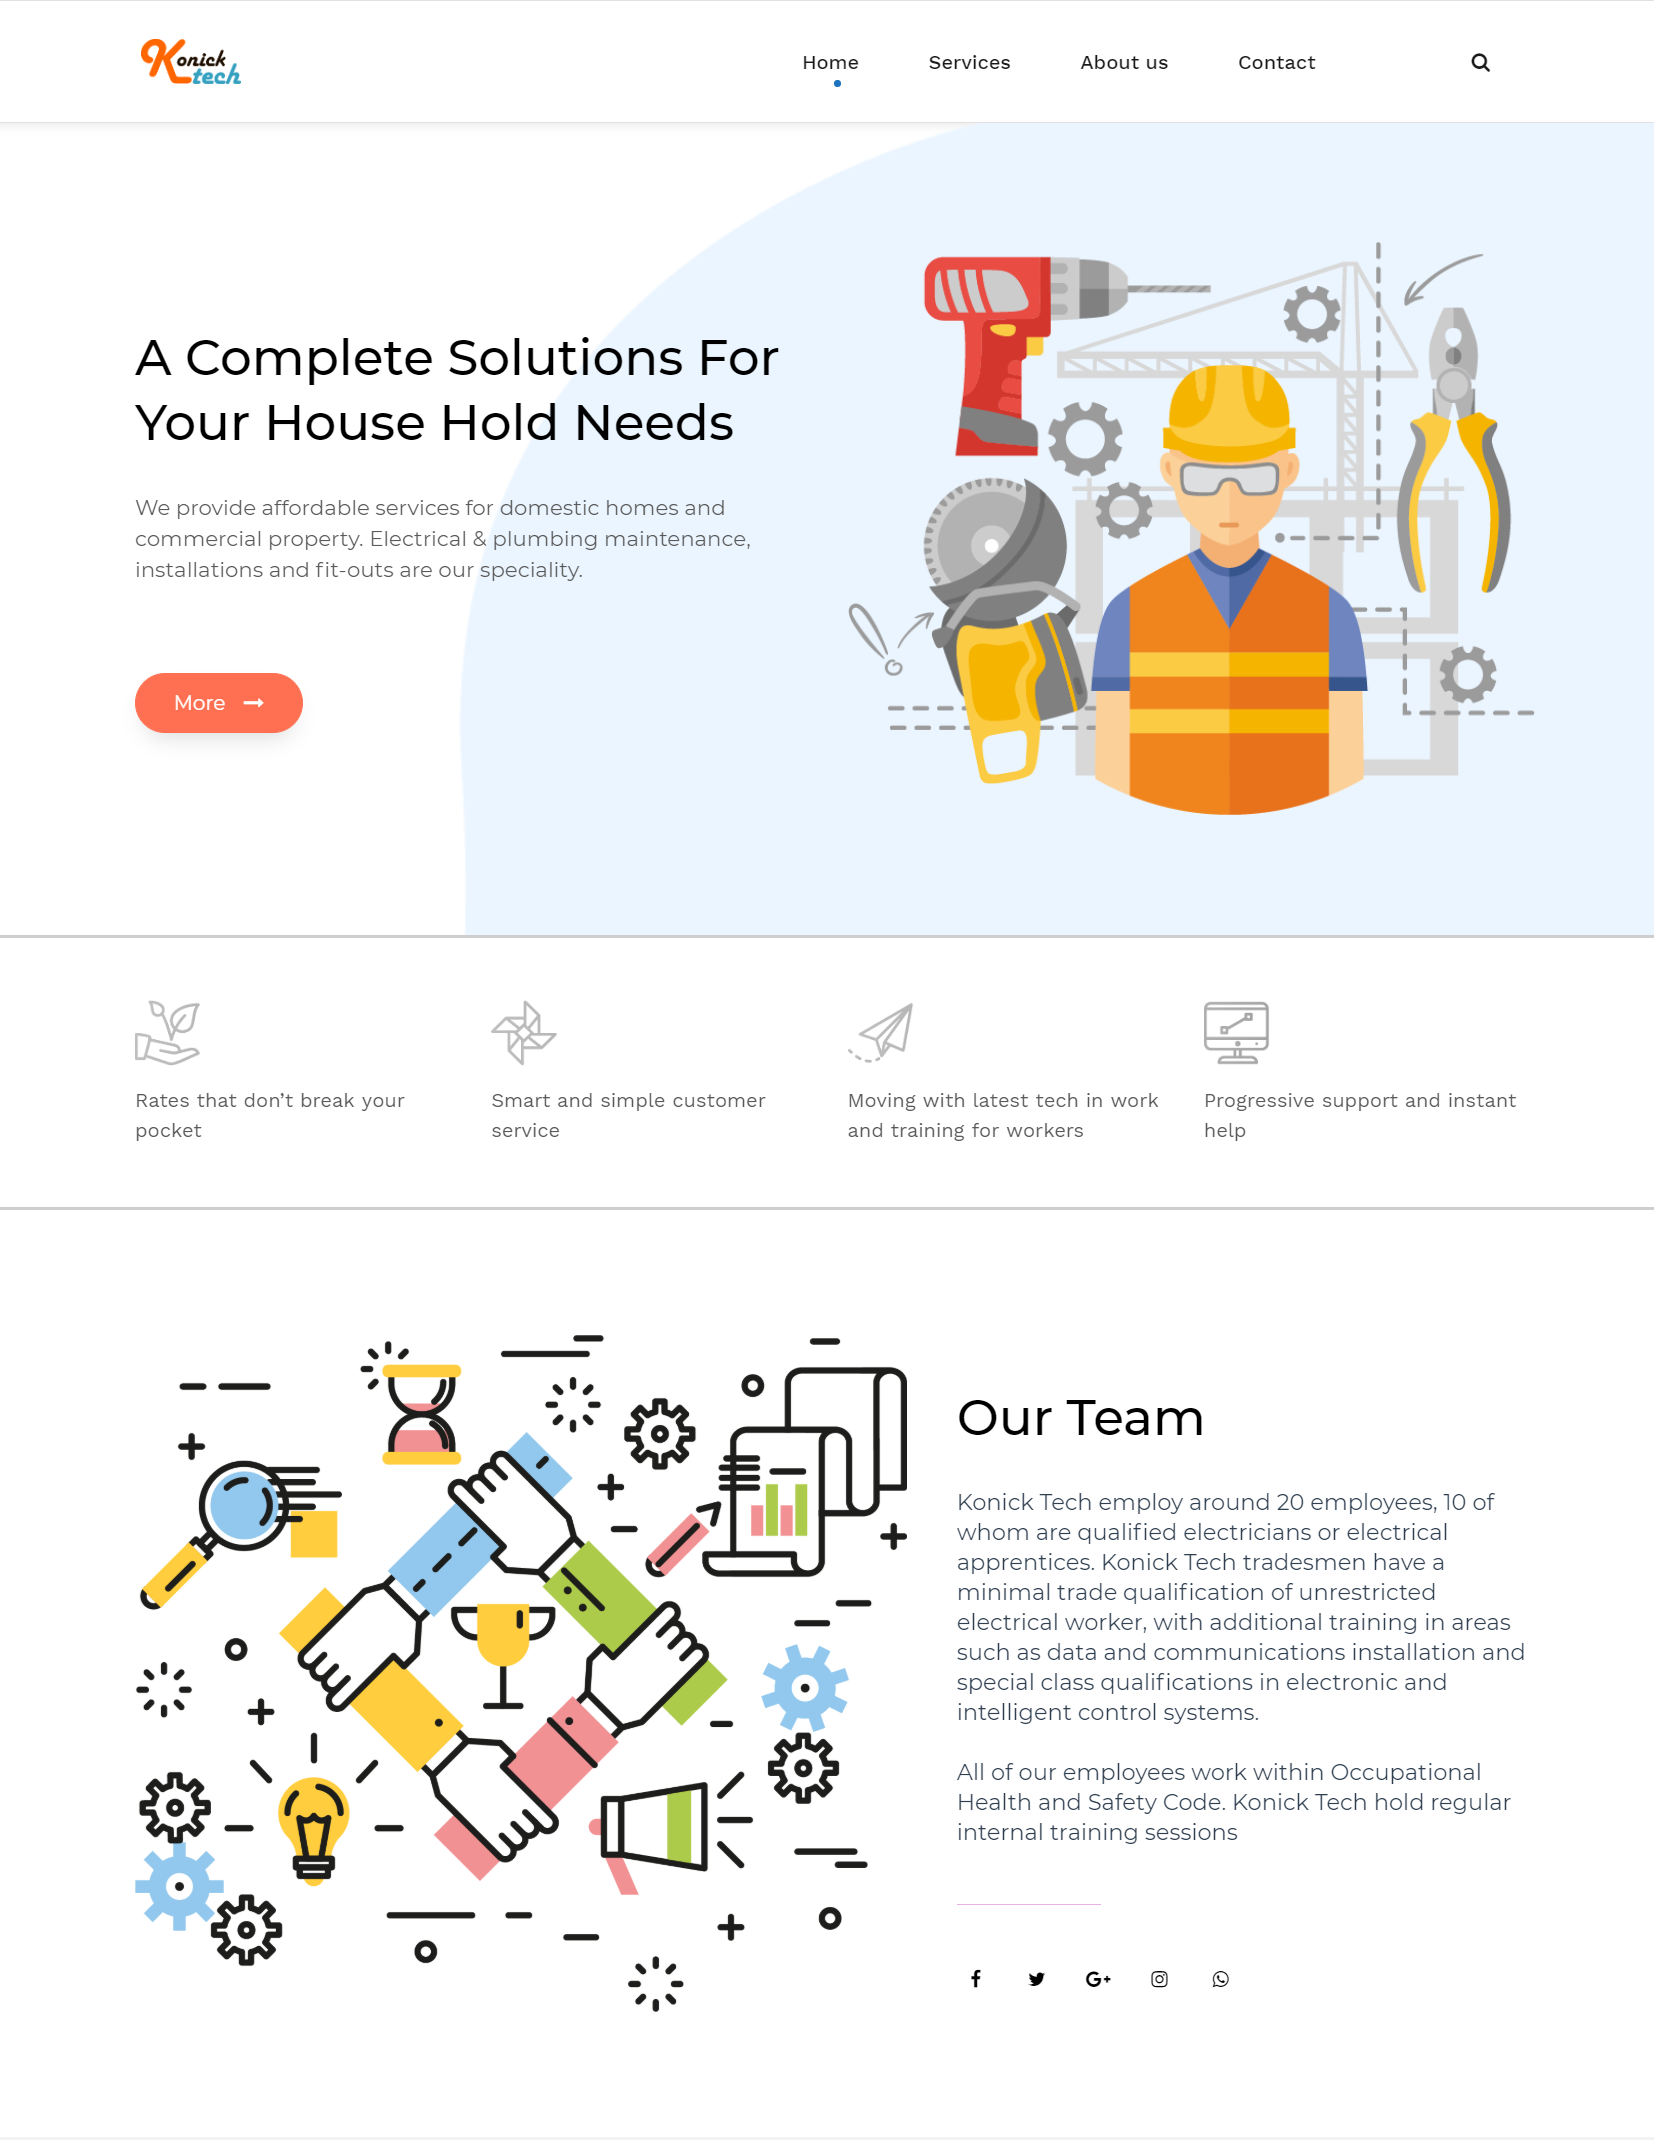 Konick
tech
Home Services About us Contact
A Complete Solutions For
Your House Hold Needs
We provide affordable services for domestic homes and
commercial property. Electrical & plumbing maintenance,
installations and fit-outs are our speciality.
More
Rates that don’t break your
pocket
Smart and simple customer
service
Moving with latest tech in work
and training for workers
Progressive support and instant
help
Our Team
Konick Tech employ around 20 employees, 10 of
whom are qualified electricians or electrical
apprentices. Konick Tech tradesmen have a
minimal trade qualification of unrestricted
electrical worker, with additional training in areas
such as data and communications installation and
special class qualifications in electronic and
intelligent control systems.
All of our employees work within Occupational
Health and Safety Code. Konick Tech hold regular
internal training sessions